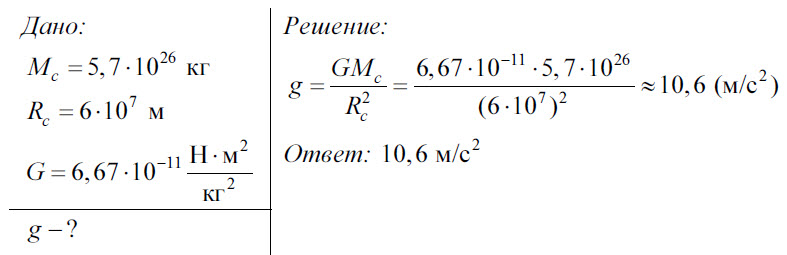 Дано:
M_c = 5,7·10^26 кг
R_c = 6·10^7 м
G = 6,67·10^−11 Н·м^2/кг^2
g − ?
Решение:
g = GM_c/R_c^2 = 6,67·10^−11·5,7·10^26/(6·10^7)^2 ≈ 10,6 (м/с^2)
Ответ: 10,6 м/с^2